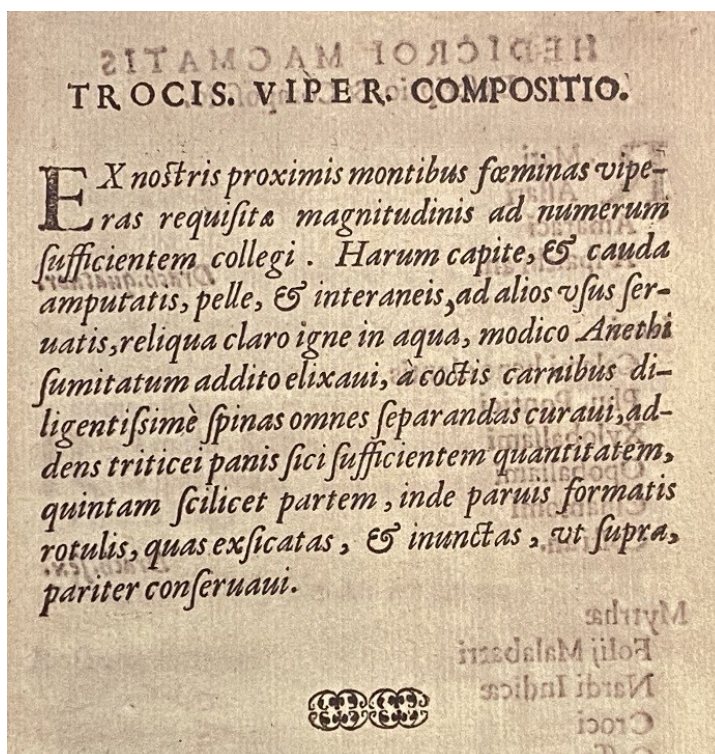 TROCIS. VIPER. COMPOSITIO.
EX noſtris proximis montibus fœminas vipe-
ras requiſitæ magnitudinis ad numerum
ſufficientem collegi. Harum capite, & cauda
amputatis, pelle, & interaneis, ad alios vſus ſer-
uatis, reliqua claro igne in aqua, modico Anethi
ſumitatum addito elixaui, à coctis carnibus di-
ligentiſsimè ſpinas omnes ſeparandas curaui, ad-
dens triticei panis ſici ſufficientem quantitatem,
quintam ſcilicet partem, inde paruis formatis
rotulis, quas exſicatas, & inunctas, vt ſupra,
pariter conſeruaui.